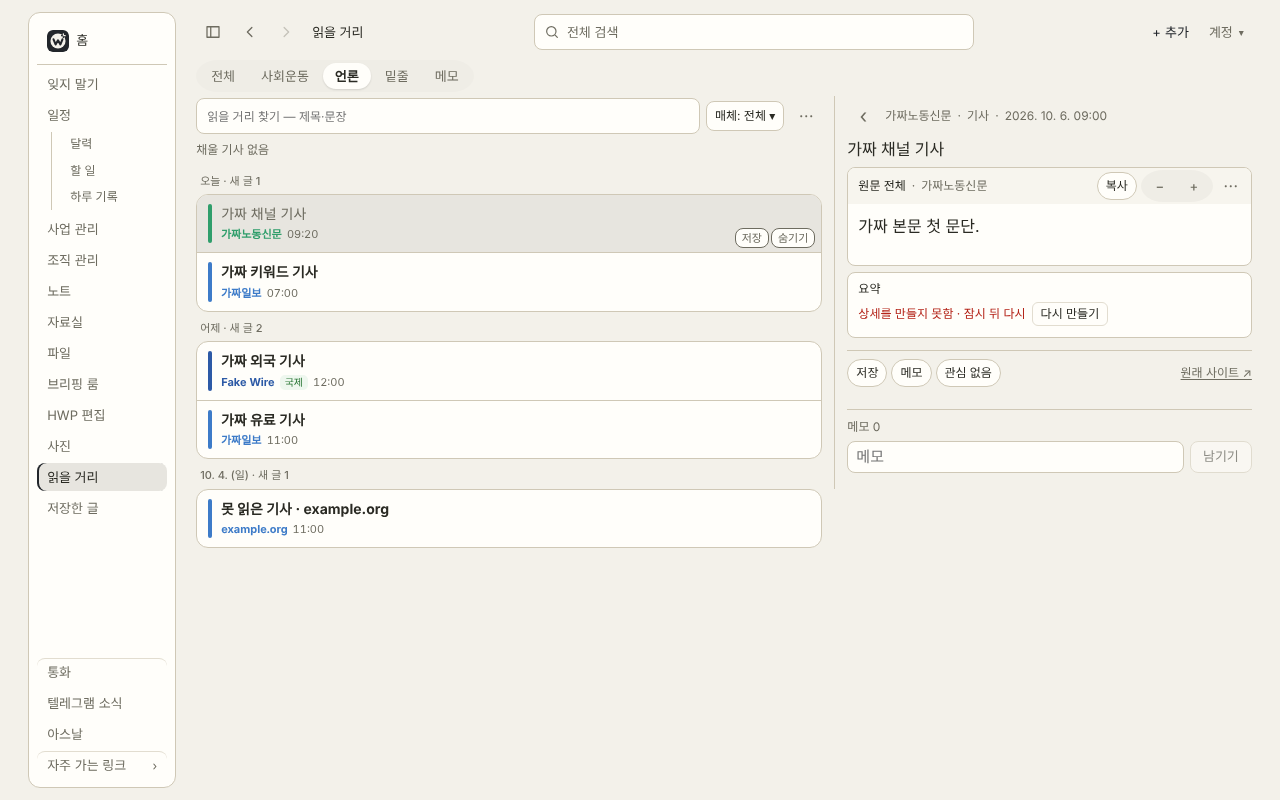 홈
잊지 말기
일정
달력
할 일
하루 기록
사업 관리
조직 관리
노트
자료실
파일
브리핑 룸
HWP 편집
사진
읽을 거리
저장한 글
통화
텔레그램 소식
아스날
자주 가는 링크 ›
읽을 거리
전체 검색
+ 추가
계정 ▾
전체 사회운동 언론 밑줄 메모
읽을 거리 찾기 — 제목·문장
매체: 전체 ▾
⋯
채울 기사 없음
오늘 · 새 글 1
가짜 채널 기사
가짜노동신문 09:20
저장 숨기기
가짜 키워드 기사
가짜일보 07:00
어제 · 새 글 2
가짜 외국 기사
Fake Wire 국제 12:00
가짜 유료 기사
가짜일보 11:00
10. 4. (일) · 새 글 1
못 읽은 기사 · example.org
example.org 11:00
‹ 가짜노동신문 · 기사 · 2026. 10. 6. 09:00
가짜 채널 기사
원문 전체 · 가짜노동신문 복사 − + ⋯
가짜 본문 첫 문단.
요약
상세를 만들지 못함 · 잠시 뒤 다시 다시 만들기
저장 메모 관심 없음 원래 사이트 ↗
메모 0
메모 남기기